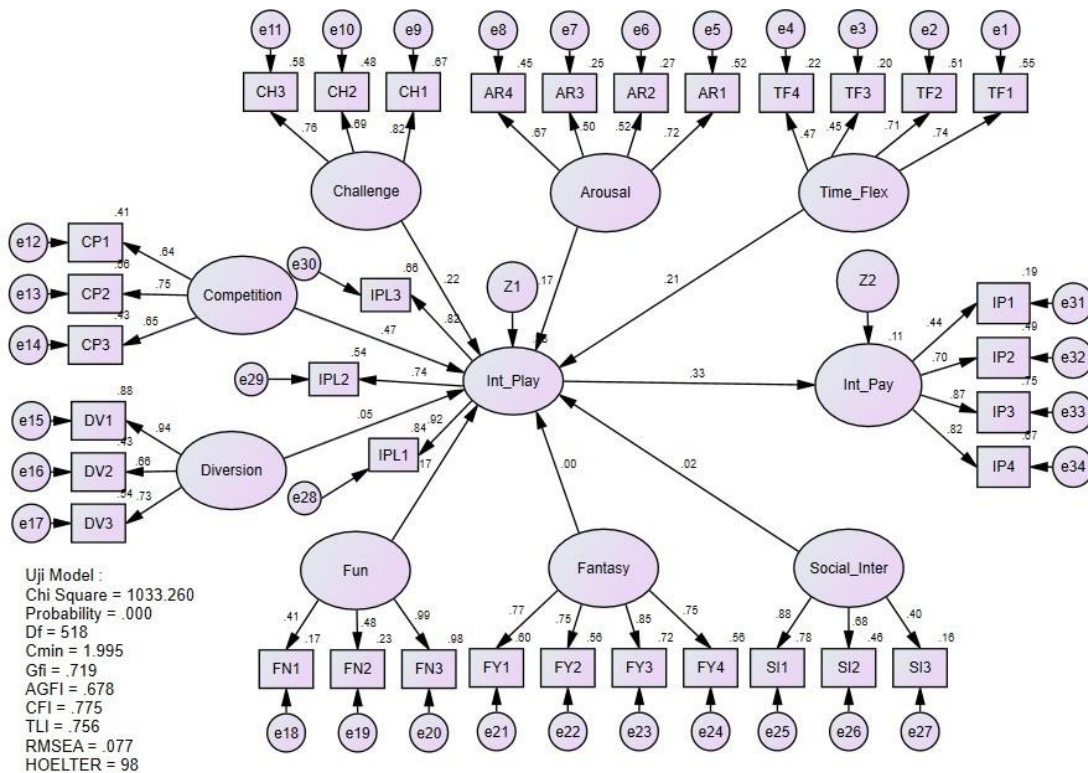 e11 e10 e9 e8 e7 e6 e5 e4 e3 e2 e1
.58 .48 .67 .45 .25 .27 .52 .22 .20 .51 .55
CH3 CH2 CH1 AR4 AR3 AR2 AR1 TF4 TF3 TF2 TF1
.76 .69 .82 .67 .50 .52 .72 .47 .45 .71 .74
Challenge Arousal Time_Flex
.41
e12 CP1 .64
e13 CP2 .75
.43
e14 CP3 .65
Competition
e30 .66
IPL3 .82
.22 Z1 .17 .21 Z2
.47
.54
e29 IPL2 .74
Int_Play .33 .11 Int_Pay
.19
.44 IP1 e31
.49
.70 IP2 e32
.75
.87 IP3 e33
.67
.82 IP4 e34
.88
e15 DV1 .94
.43
e16 DV2 .66
e17 DV3 .73
Diversion .05
.84 .92
IPL1 .17
e28
.00 .02
Fun Fantasy Social_Inter
.41 .48 .99 .77 .75 .85 .75 .88 .68 .40
.17 .23 .98 .60 .56 .72 .56 .78 .46 .16
FN1 FN2 FN3 FY1 FY2 FY3 FY4 SI1 SI2 SI3
e18 e19 e20 e21 e22 e23 e24 e25 e26 e27
Uji Model :
Chi Square = 1033.260
Probability = .000
Df = 518
Cmin = 1.995
Gfi = .719
AGFI = .678
CFI = .775
TLI = .756
RMSEA = .077
HOELTER = 98